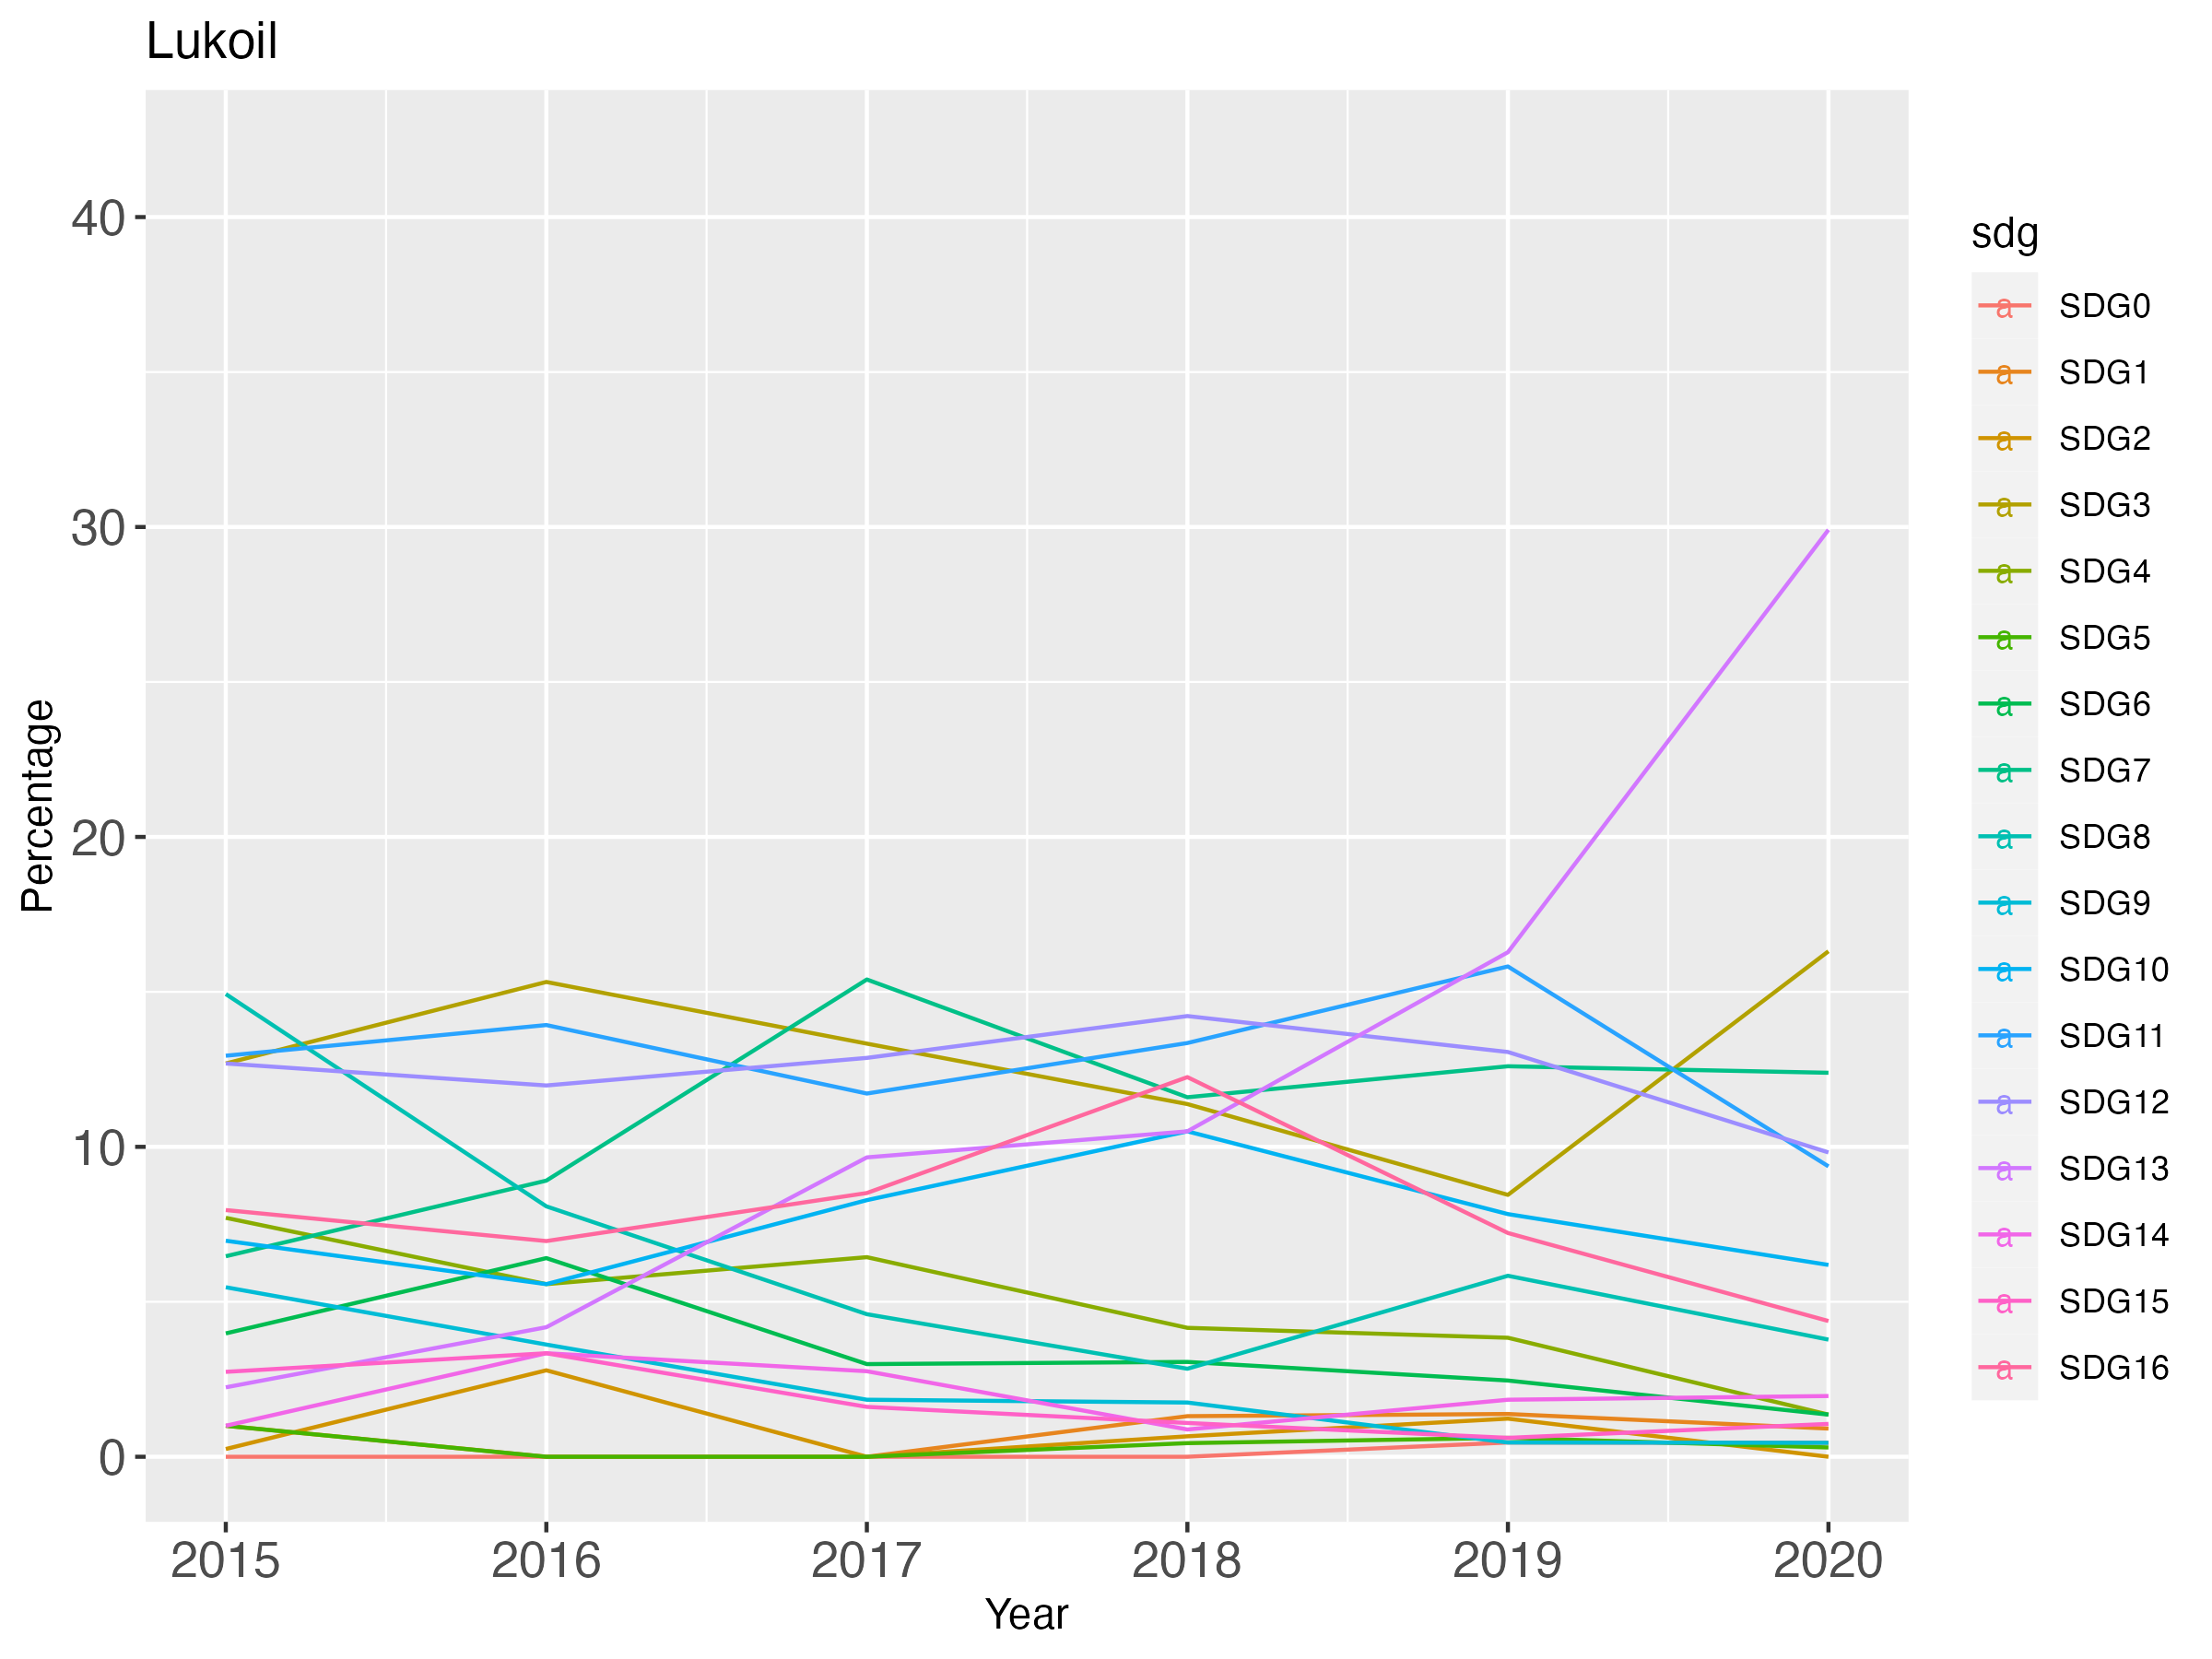 Lukoil
40
30
20
10
0
Percentage
2015 2016 2017 2018 2019 2020
Year
sdg
a SDG0
a SDG1
a SDG2
a SDG3
a SDG4
a SDG5
a SDG6
a SDG7
a SDG8
a SDG9
a SDG10
a SDG11
a SDG12
a SDG13
a SDG14
a SDG15
a SDG16